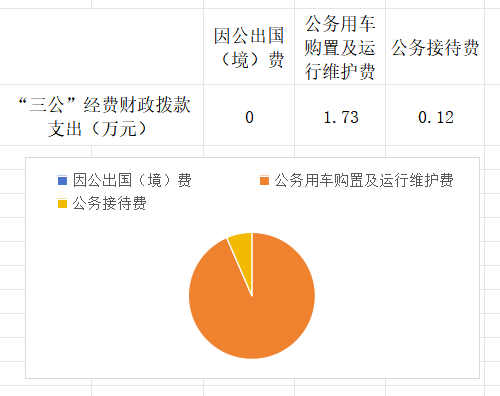 因公出国
（境）费
公务用车
购置及运
行维护费
公务接待费
“三公”经费财政拨款
支出（万元）
0
1.73
0.12
因公出国（境）费
公务用车购置及运行维护费
公务接待费